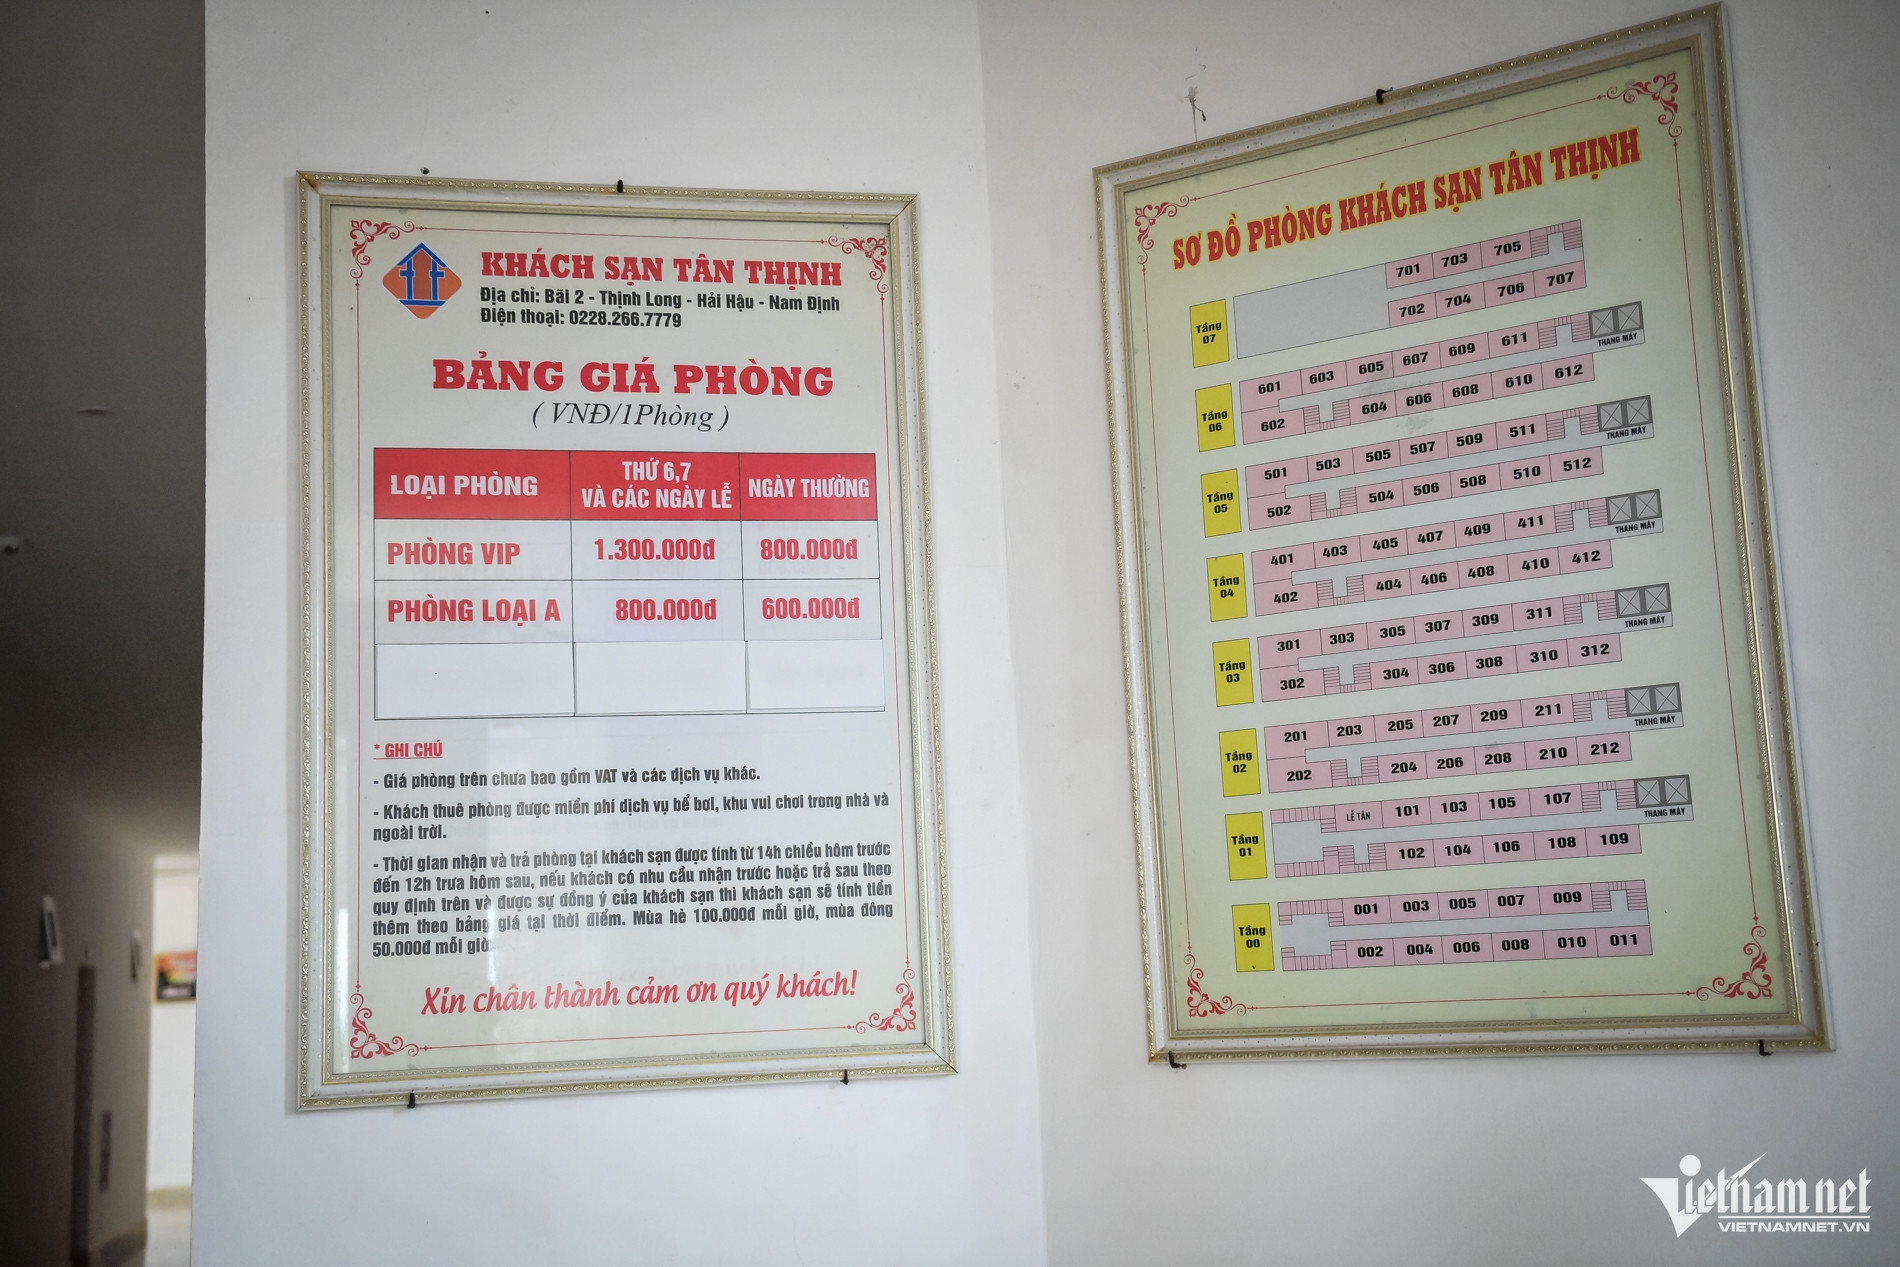 KHÁCH SẠN TÂN THỊNH
Địa chỉ: Bãi 2 - Thịnh Long - Hải Hậu - Nam Định
Điện thoại: 0228.266.7779
BẢNG GIÁ PHÒNG
( VNĐ/1Phòng )
LOẠI PHÒNG THỨ 6,7 VÀ CÁC NGÀY LỄ NGÀY THƯỜNG
PHÒNG VIP 1.300.000đ 800.000đ
PHÒNG LOẠI A 800.000đ 600.000đ
* GHI CHÚ
- Giá phòng trên chưa bao gồm VAT và các dịch vụ khác.
- Khách thuê phòng được miền phí dịch vụ bể bơi, khu vui chơi trong nhà và
ngoài trời.
- Thời gian nhận và trả phòng tại khách sạn được tính từ 14h chiều hôm trước
đến 12h trưa hôm sau, nếu khách có nhu cầu nhận trước hoặc trả sau theo
quy định trên và được sự đồng ý của khách sạn thì khách sạn sẽ tính tiền
thêm theo bảng giá tại thời điểm. Mùa hè 100.000đ mỗi giờ, mùa đông
50.000đ mỗi giờ.
Xin chân thành cảm ơn quý khách!
SƠ ĐỒ PHÒNG KHÁCH SẠN TÂN THỊNH
701 703 705
Tầng
07
702 704 706 707
THANG MÁY
601 603 605 607 609 611
Tầng
06
602 604 606 608 610 612
THANG MÁY
501 503 505 507 509 511
Tầng
05
502 504 506 508 510 512
THANG MÁY
401 403 405 407 409 411
Tầng
04
402 404 406 408 410 412
THANG MÁY
301 303 305 307 309 311
Tầng
03
302 304 306 308 310 312
THANG MÁY
201 203 205 207 209 211
Tầng
02
202 204 206 208 210 212
THANG MÁY
LỄ TÂN 101 103 105 107
Tầng
01
102 104 106 108 109
001 003 005 007 009
Tầng
00
002 004 006 008 010 011
Vietnamnet
VIETNAMNET.VN